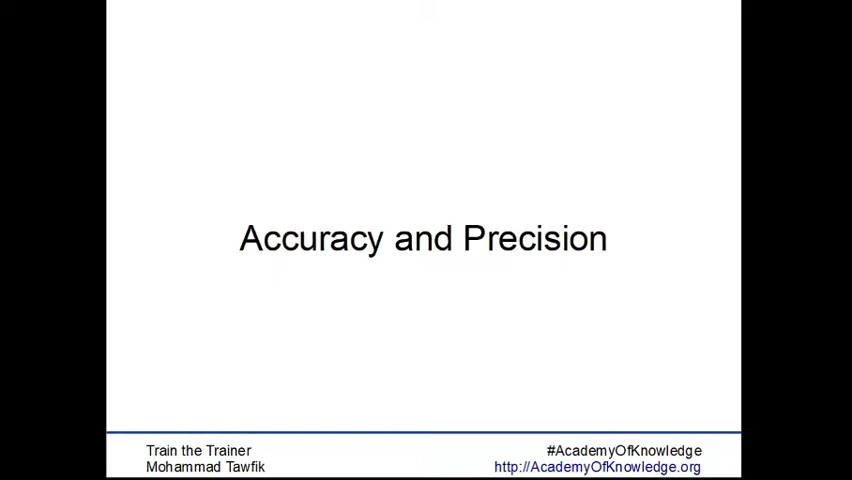 Accuracy and Precision
Train the Trainer
Mohammad Tawfik
#AcademyOfKnowledge
http://AcademyOfKnowledge.org